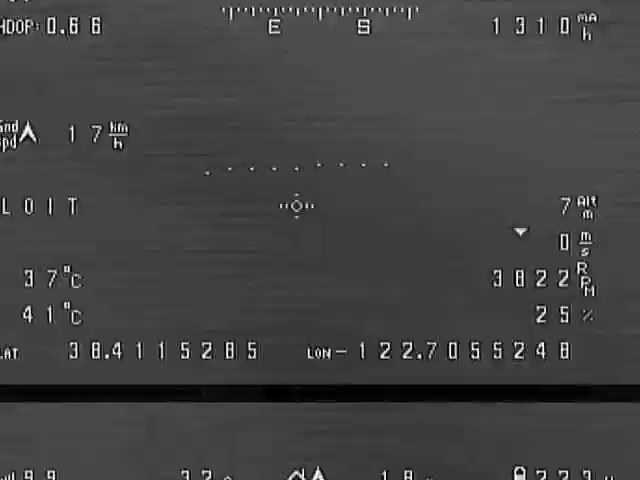 HDOP: 0.66 E S 1310 mAh
Gnd Spd 17 km/h
LOIT 7 Alt m
0 m/s
37°C 3822 RPM
41°C 25 %
LAT 38.4115285 LON -122.7055248